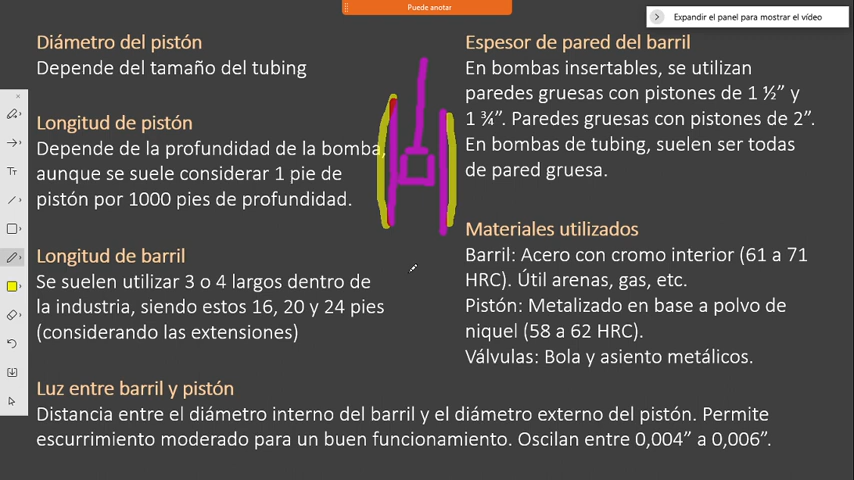 Puede anotar
Expandir el panel para mostrar el vídeo
Diámetro del pistón
Depende del tamaño del tubing
Longitud de pistón
Depende de la profundidad de la bomba,
aunque se suele considerar 1 pie de
pistón por 1000 pies de profundidad.
Longitud de barril
Se suelen utilizar 3 o 4 largos dentro de
la industria, siendo estos 16, 20 y 24 pies
(considerando las extensiones)
Espesor de pared del barril
En bombas insertables, se utilizan
paredes gruesas con pistones de 1 ½” y
1 ¾”. Paredes gruesas con pistones de 2”.
En bombas de tubing, suelen ser todas
de pared gruesa.
Materiales utilizados
Barril: Acero con cromo interior (61 a 71
HRC). Útil arenas, gas, etc.
Pistón: Metalizado en base a polvo de
niquel (58 a 62 HRC).
Válvulas: Bola y asiento metálicos.
Luz entre barril y pistón
Distancia entre el diámetro interno del barril y el diámetro externo del pistón. Permite
escurrimiento moderado para un buen funcionamiento. Oscilan entre 0,004” a 0,006”.
Tт